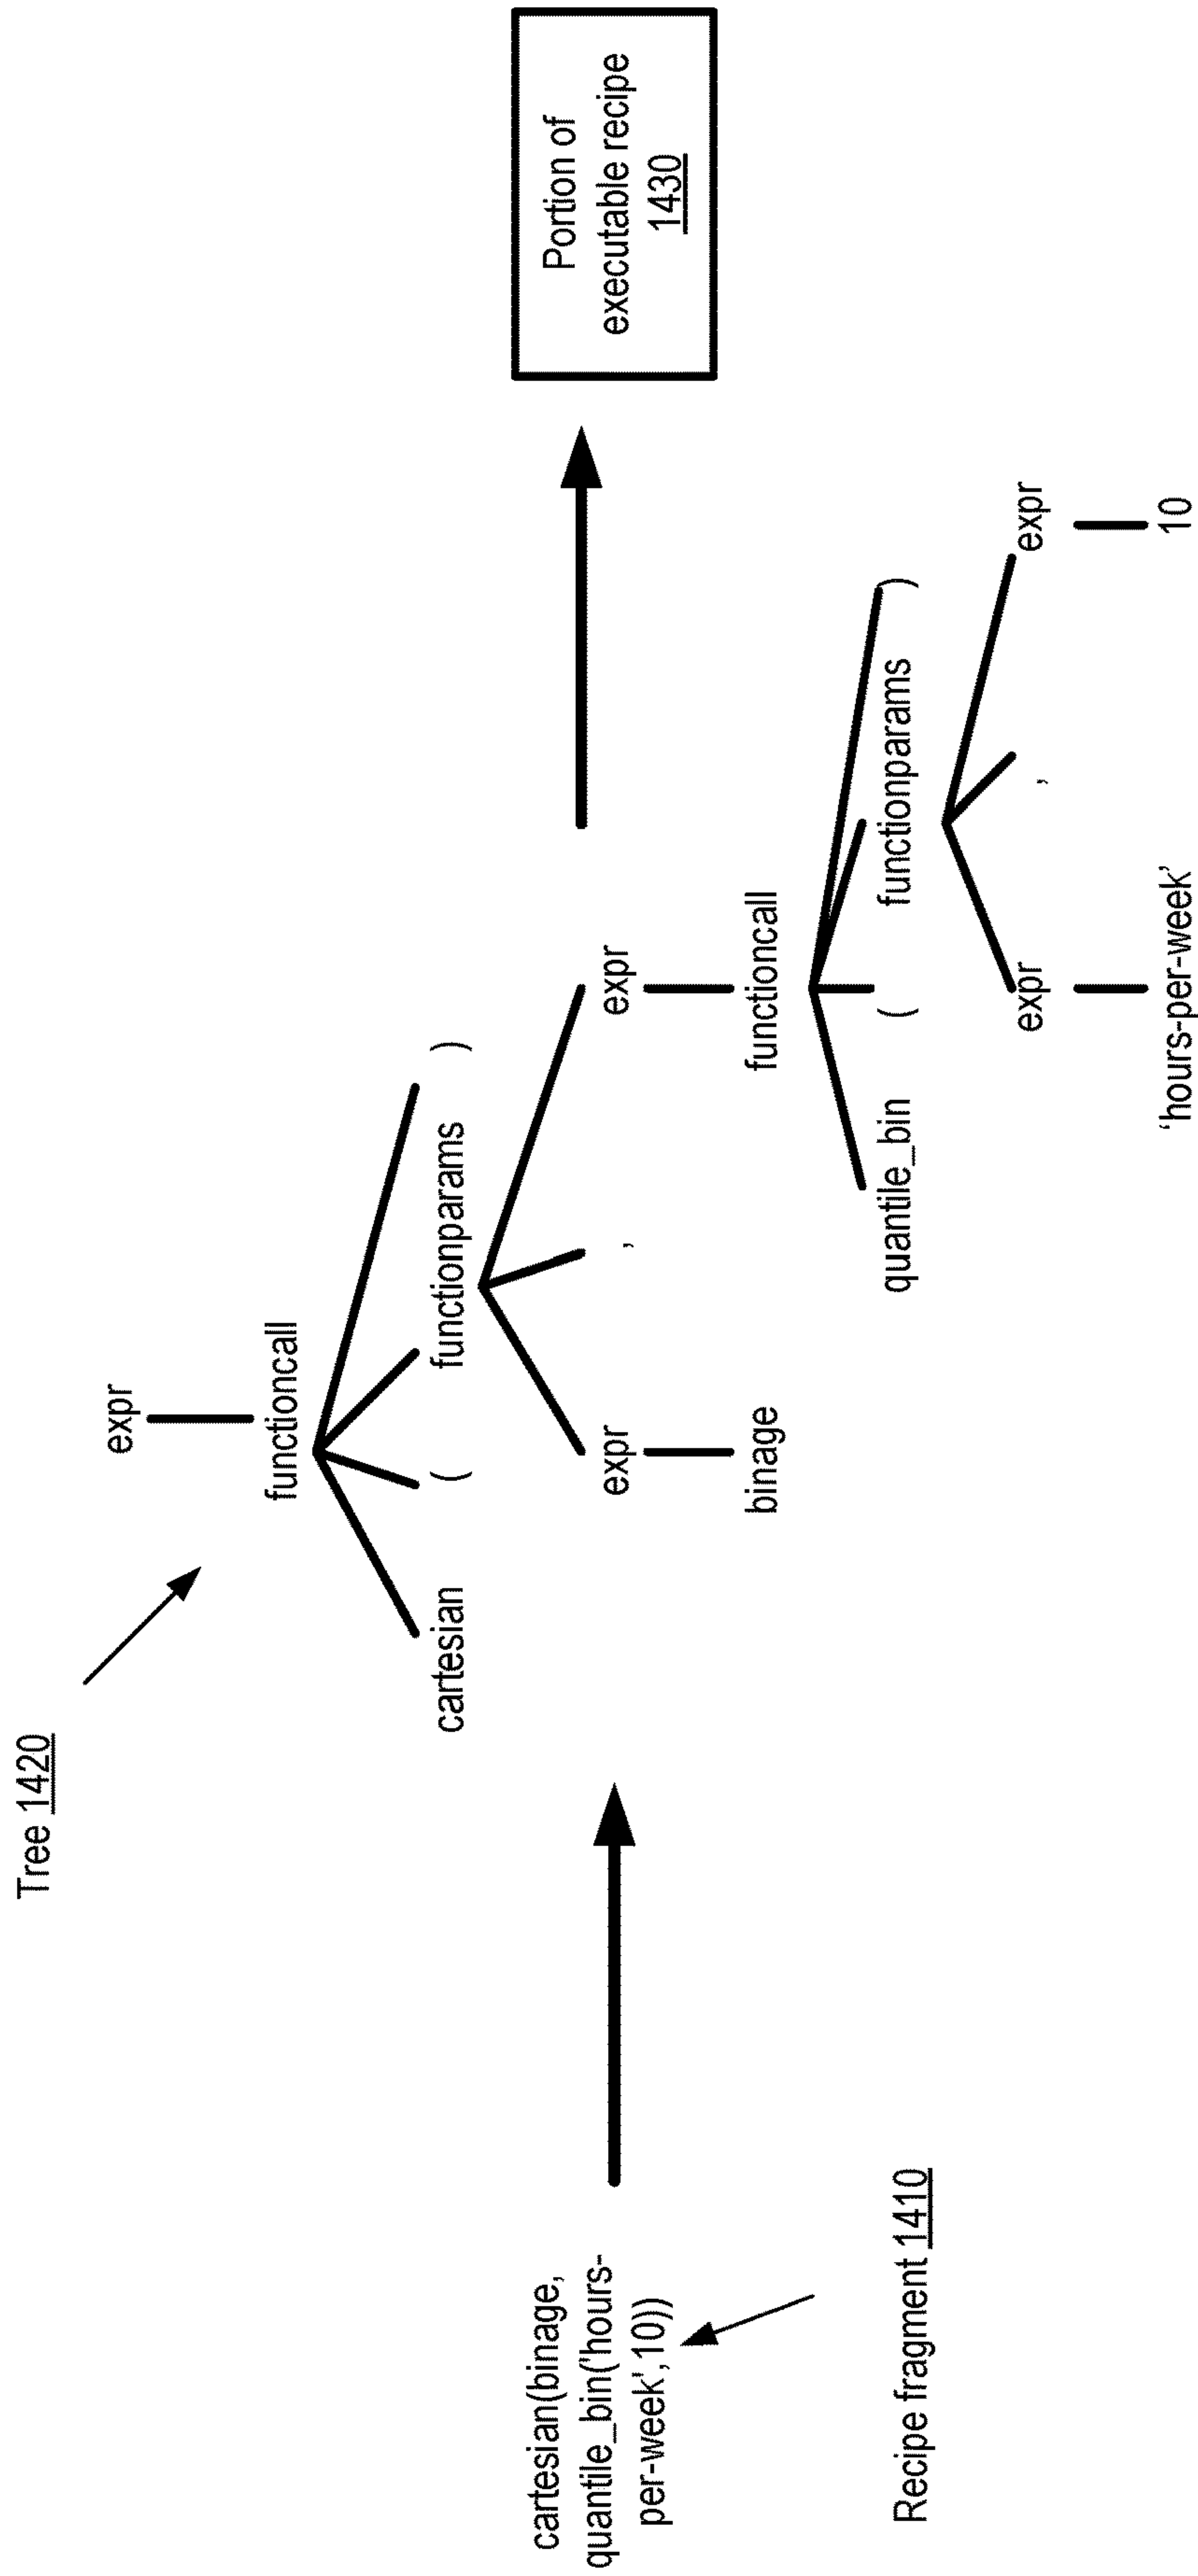 Tree 1420
expr
functioncall
cartesian ( functionparams )
expr , expr
binage functioncall
quantile_bin ( functionparams )
expr , expr
‘hours-per-week’ 10
cartesian(binage,
quantile_bin('hours-
per-week',10))
Recipe fragment 1410
Portion of
executable recipe
1430